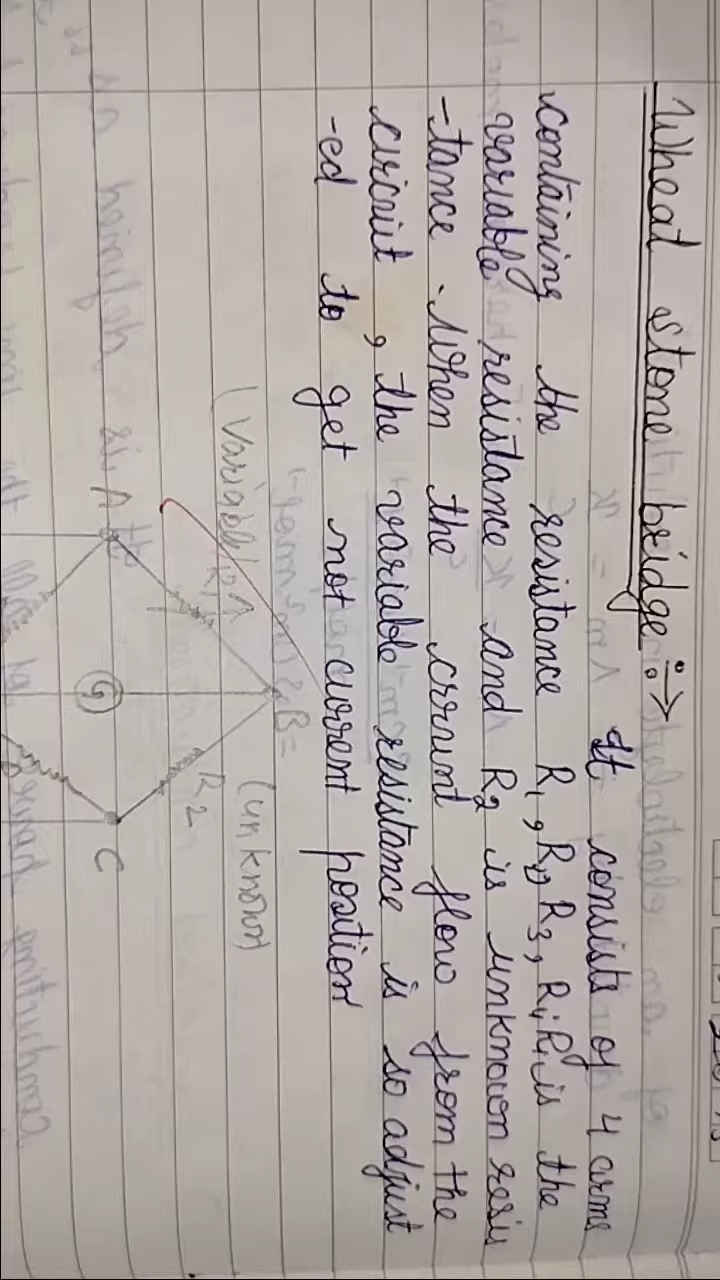 Wheat stone bridge :→
It consists of 4 arms
containing the resistance R1, R2, R3, R4. R1 is the
variable resistance and R2 is unknown resis
-tance. When the current flow from the
circuit, the variable resistance is so adjust
-ed to get not current position
B
(Variable)
R1
(unknown)
R2
A
G
C